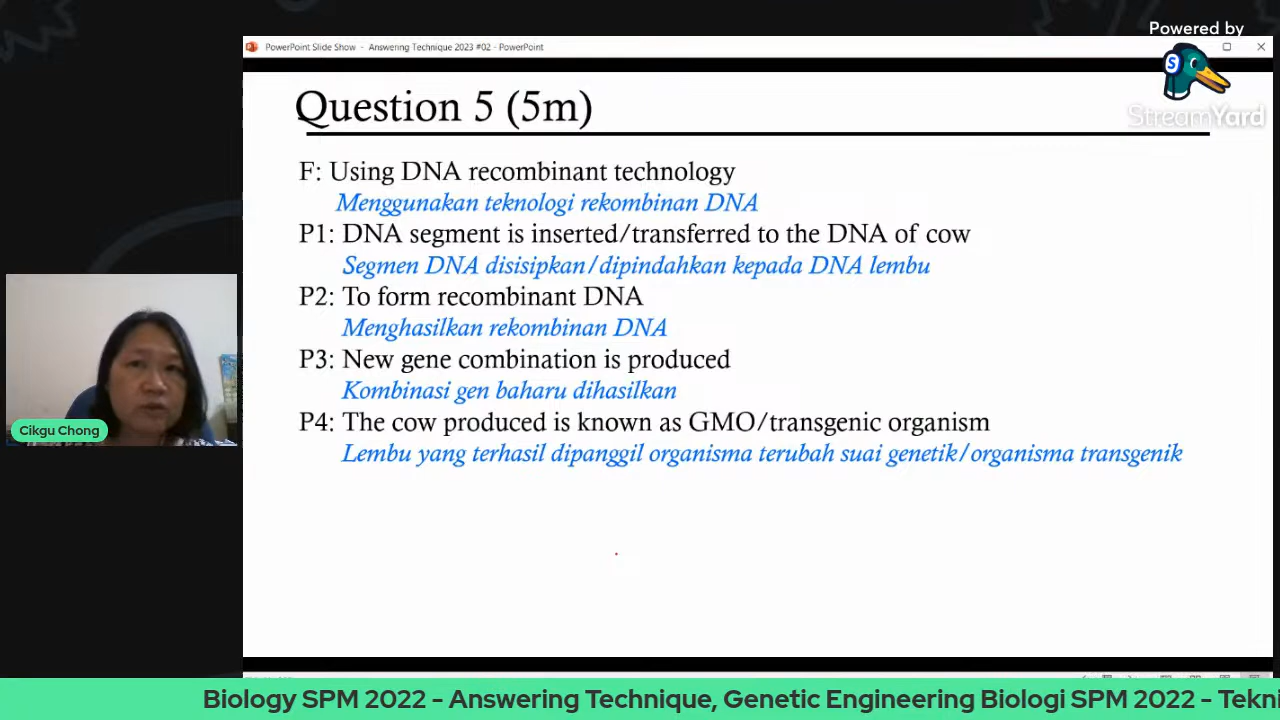 Powered by
StreamYard
PowerPoint Slide Show - Answering Technique 2023 #02 - PowerPoint
Question 5 (5m)
F: Using DNA recombinant technology
Menggunakan teknologi rekombinan DNA
P1: DNA segment is inserted/transferred to the DNA of cow
Segmen DNA disisipkan/dipindahkan kepada DNA lembu
P2: To form recombinant DNA
Menghasilkan rekombinan DNA
P3: New gene combination is produced
Kombinasi gen baharu dihasilkan
P4: The cow produced is known as GMO/transgenic organism
Lembu yang terhasil dipanggil organisma terubah suai genetik/organisma transgenik
Cikgu Chong
Biology SPM 2022 - Answering Technique, Genetic Engineering Biologi SPM 2022 - Tekni